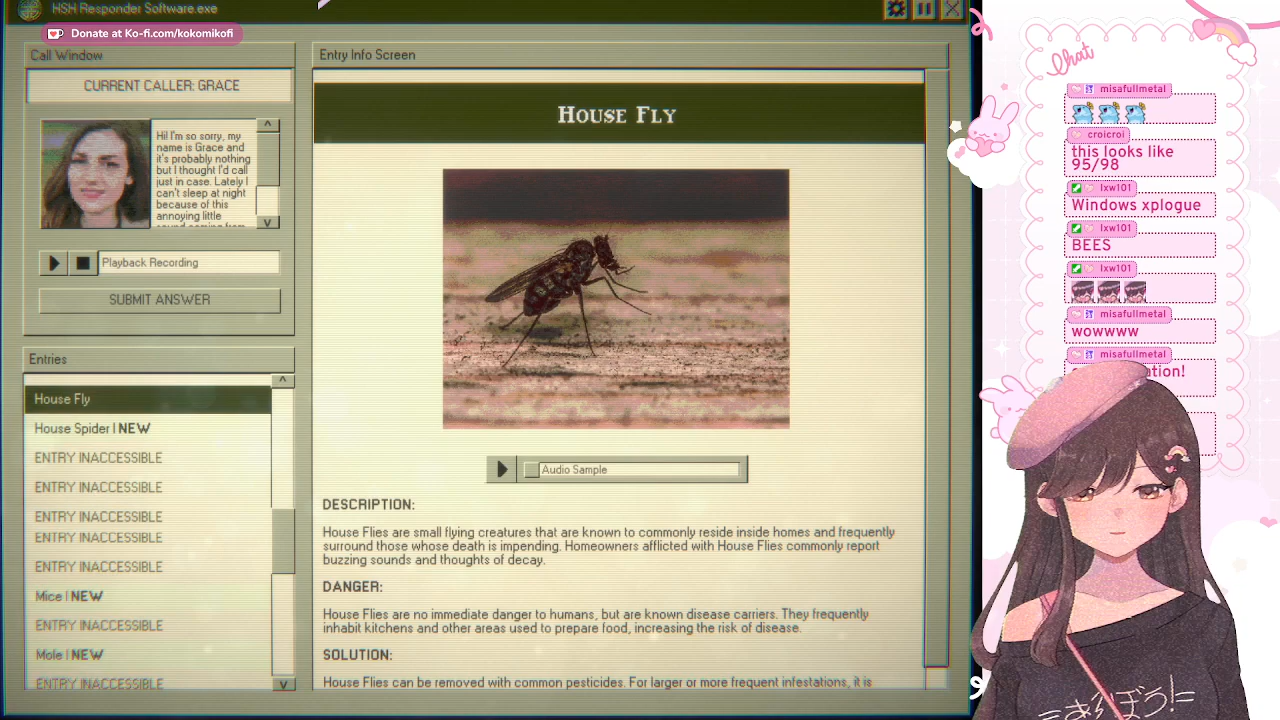 HSH Responder Software.exe
Donate at Ko-fi.com/kokomikofi
Call Window
CURRENT CALLER: GRACE
Hi! I'm so sorry, my
name is Grace and
it's probably nothing
but I thought I'd call
just in case. Lately I
can't sleep at night
because of this
annoying little
sound coming from
Playback Recording
SUBMIT ANSWER
Entries
House Fly
House Spider | NEW
ENTRY INACCESSIBLE
ENTRY INACCESSIBLE
ENTRY INACCESSIBLE
ENTRY INACCESSIBLE
ENTRY INACCESSIBLE
Mice | NEW
ENTRY INACCESSIBLE
Mole | NEW
ENTRY INACCESSIBLE
Entry Info Screen
House Fly
Audio Sample
DESCRIPTION:
House Flies are small flying creatures that are known to commonly reside inside homes and frequently
surround those whose death is impending. Homeowners afflicted with House Flies commonly report
buzzing sounds and thoughts of decay.
DANGER:
House Flies are no immediate danger to humans, but are known disease carriers. They frequently
inhabit kitchens and other areas used to prepare food, increasing the risk of disease.
SOLUTION:
House Flies can be removed with common pesticides. For larger or more frequent infestations, it is
Chat
misafullmetal
croicroi
this looks like
95/98
lxw101
Windows xplogue
lxw101
BEES
lxw101
misafullmetal
wowwww
misafullmetal
ation!